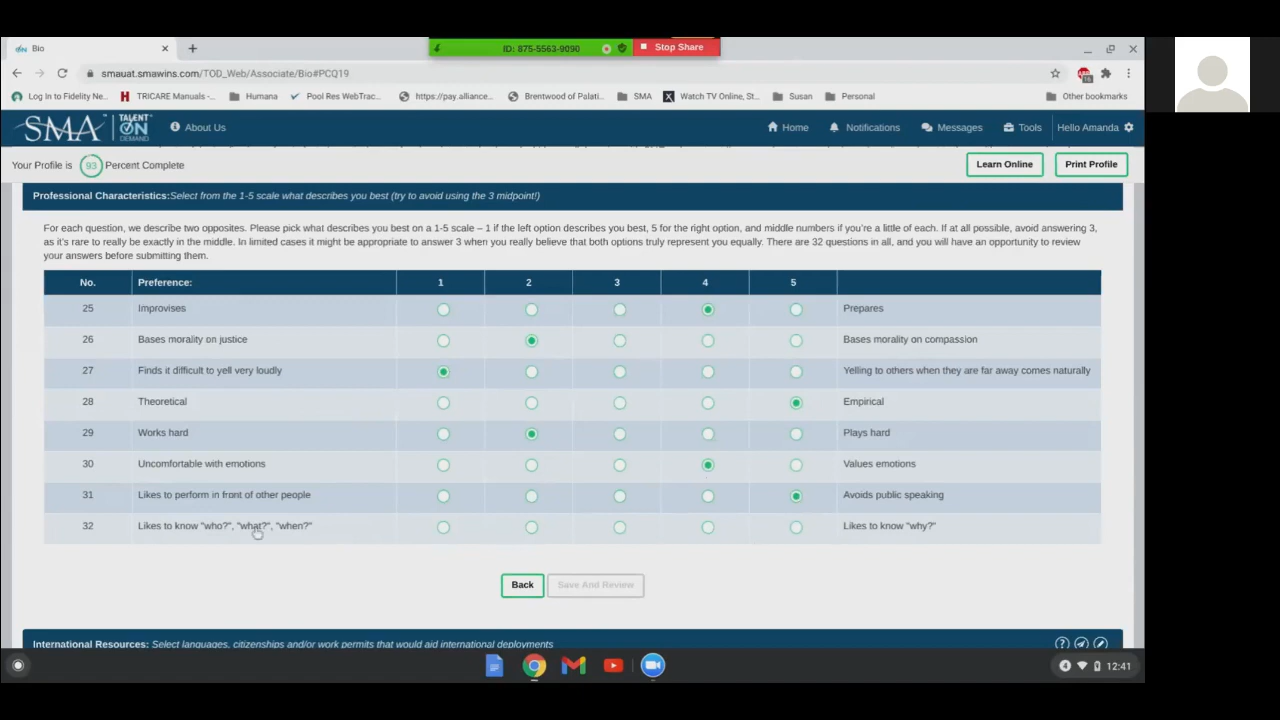 Bio
ID: 875-5563-9090
Stop Share
smauat.smawins.com/TOD_Web/Associate/Bio#PCQ19
Log In to Fidelity Ne... TRICARE Manuals -... Humana Pool Res WebTrac... https://pay.alliance... Brentwood of Palati... SMA Watch TV Online, St... Susan Personal Other bookmarks
SMA TALENT ON DEMAND About Us Home Notifications Messages Tools Hello Amanda
Your Profile is 93 Percent Complete Learn Online Print Profile
Professional Characteristics:Select from the 1-5 scale what describes you best (try to avoid using the 3 midpoint!)
For each question, we describe two opposites. Please pick what describes you best on a 1-5 scale – 1 if the left option describes you best, 5 for the right option, and middle numbers if you're a little of each. If at all possible, avoid answering 3,
as it's rare to really be exactly in the middle. In limited cases it might be appropriate to answer 3 when you really believe that both options truly represent you equally. There are 32 questions in all, and you will have an opportunity to review
your answers before submitting them.
No. Preference: 1 2 3 4 5
25 Improvises Prepares
26 Bases morality on justice Bases morality on compassion
27 Finds it difficult to yell very loudly Yelling to others when they are far away comes naturally
28 Theoretical Empirical
29 Works hard Plays hard
30 Uncomfortable with emotions Values emotions
31 Likes to perform in front of other people Avoids public speaking
32 Likes to know "who?", "what?", "when?" Likes to know "why?"
Back Save And Review
International Resources: Select languages, citizenships and/or work permits that would aid international deployments
4 12:41